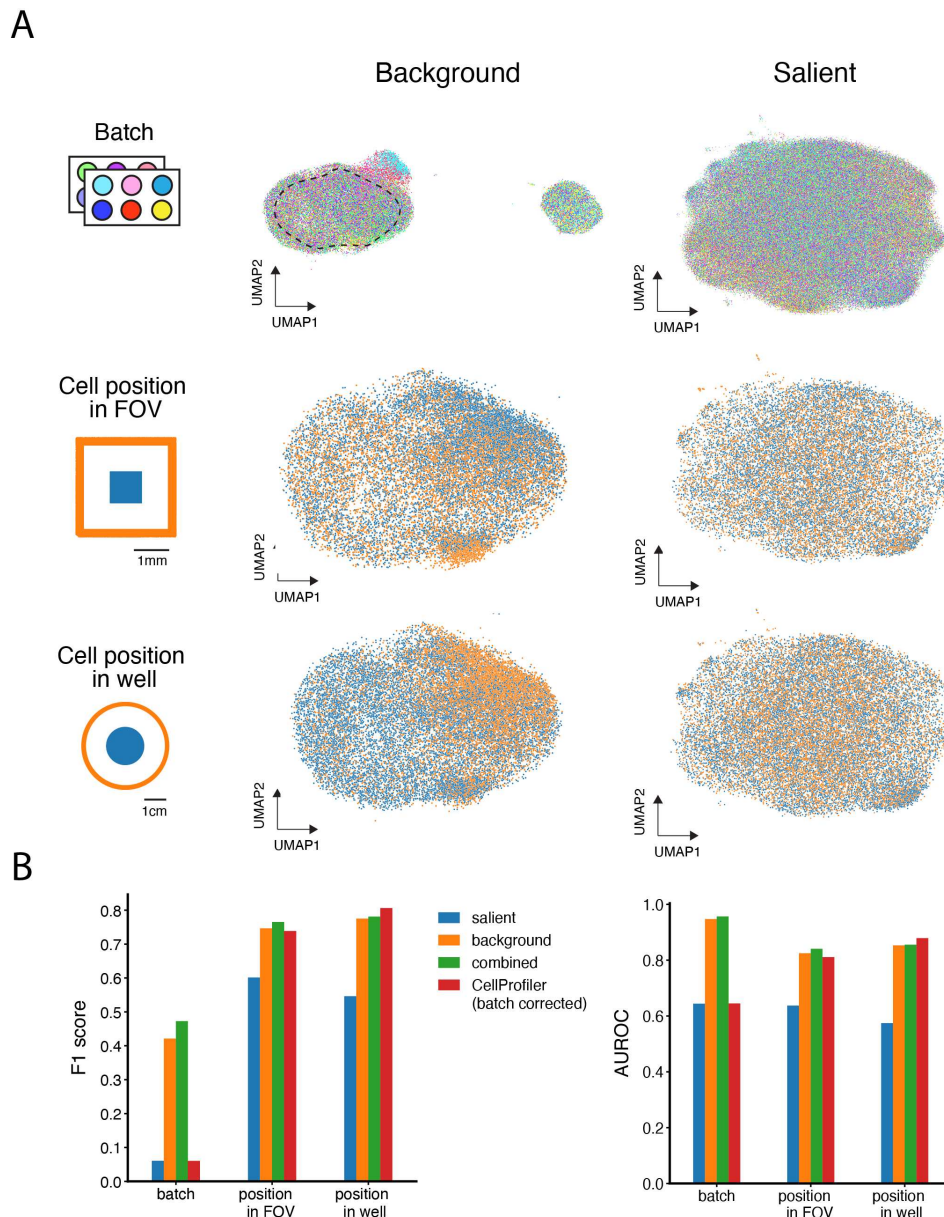 A
Background
Salient
Batch
UMAP2
UMAP1
UMAP2
UMAP1
Cell position
in FOV
1mm
UMAP2
UMAP1
UMAP2
UMAP1
Cell position
in well
1cm
UMAP2
UMAP1
UMAP2
UMAP1
B
F1 score
0.8
0.7
0.6
0.5
0.4
0.3
0.2
0.1
0.0
batch
position
in FOV
position
in well
salient
background
combined
CellProfiler
(batch corrected)
AUROC
1.0
0.8
0.6
0.4
0.2
0.0
batch
position
in FOV
position
in well